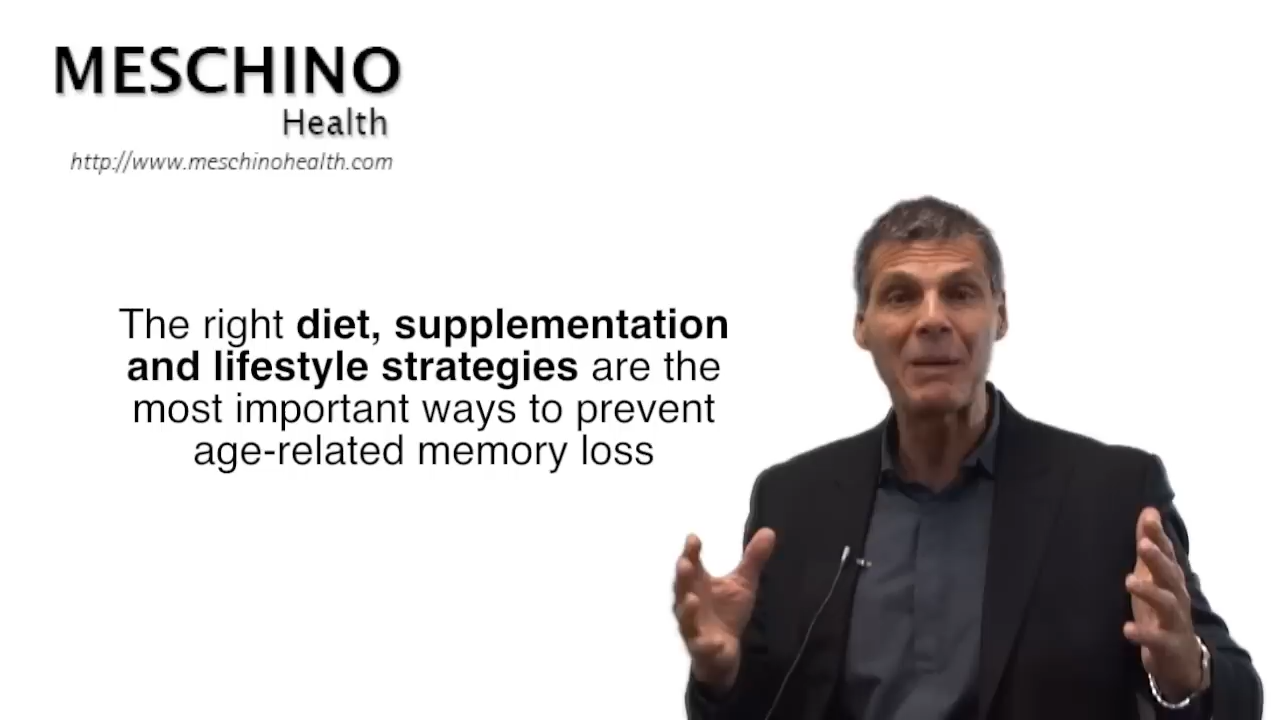 MESCHINO
Health
http://www.meschinohealth.com
The right diet, supplementation
and lifestyle strategies are the
most important ways to prevent
age-related memory loss